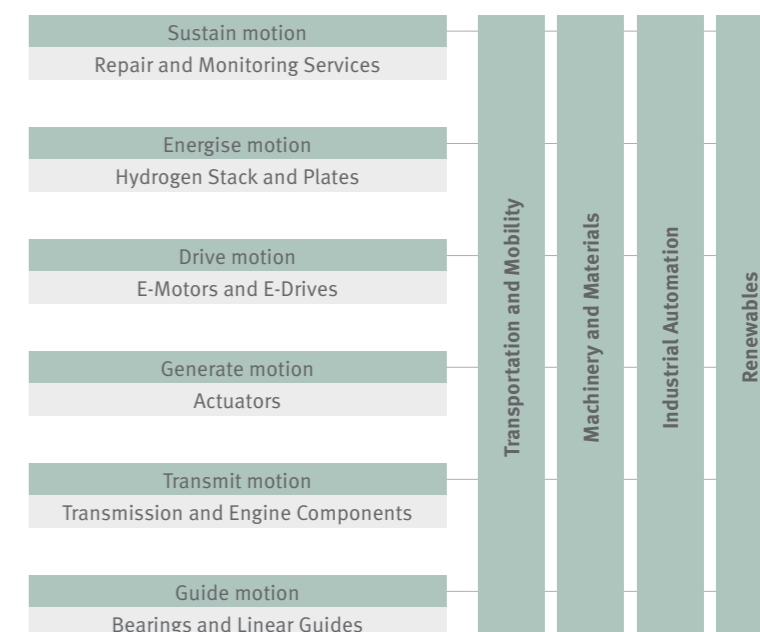 Sustain motion
Repair and Monitoring Services
Energise motion
Hydrogen Stack and Plates
Drive motion
E-Motors and E-Drives
Generate motion
Actuators
Transmit motion
Transmission and Engine Components
Guide motion
Bearings and Linear Guides
Transportation and Mobility
Machinery and Materials
Industrial Automation
Renewables